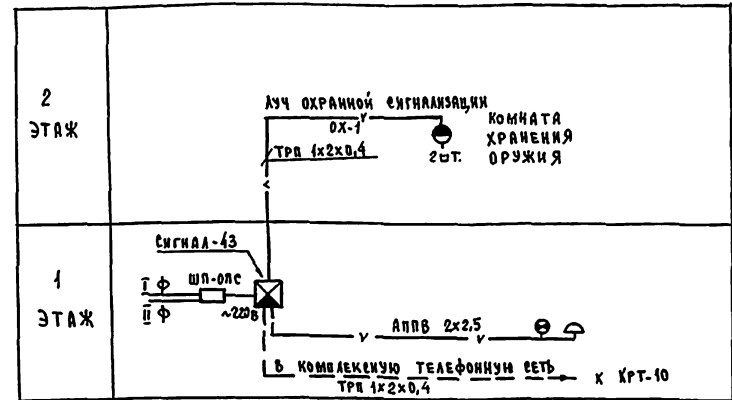 2
ЭТАЖ
ЛУЧ ОХРАННОЙ СИГНАЛИЗАЦИИ
ОХ-1
ТРП 1х2х0,4
2шт.
КОМНАТА
ХРАНЕНИЯ
ОРУЖИЯ
1
ЭТАЖ
СИГНАЛ-43
I Ф
II Ф
ШП-ОПС
~220В
АППВ 2х2,5
В КОМПЛЕКСНУЮ ТЕЛЕФОННУЮ СЕТЬ
ТРП 1х2х0,4
К КРТ-10